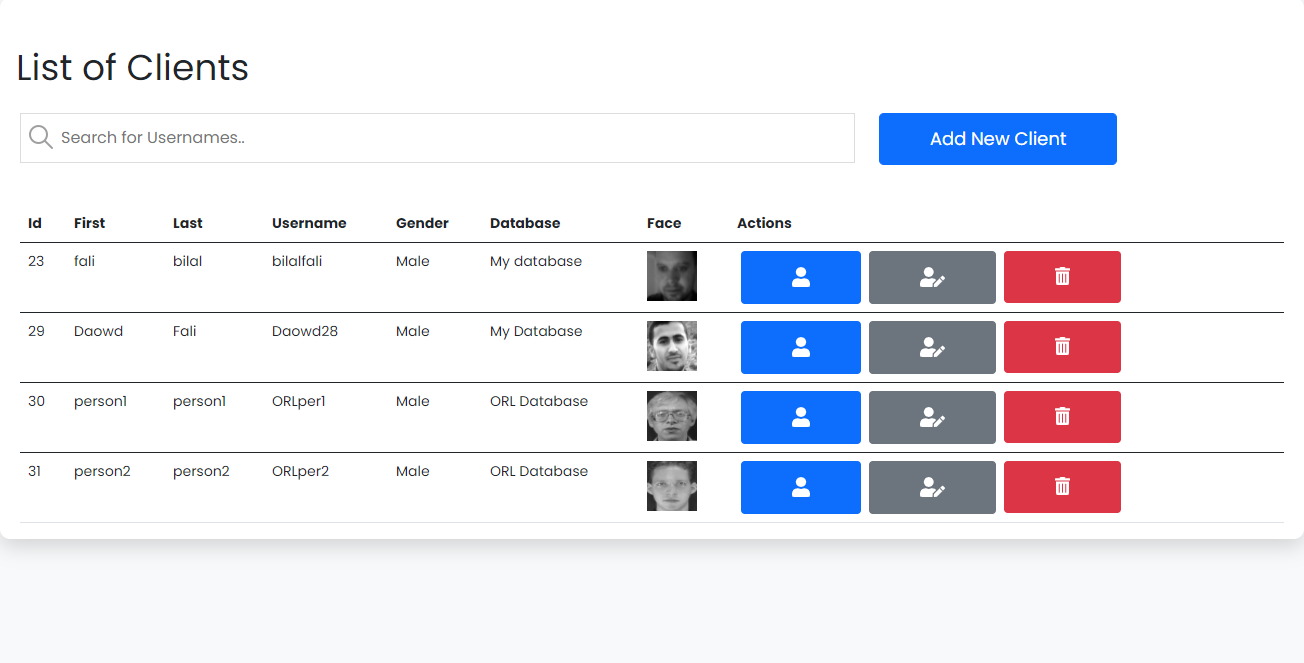 List of Clients
Search for Usernames..
Add New Client
Id First Last Username Gender Database Face Actions
23 fali bilal bilalfali Male My database
29 Daowd Fali Daowd28 Male My Database
30 person1 person1 ORLper1 Male ORL Database
31 person2 person2 ORLper2 Male ORL Database